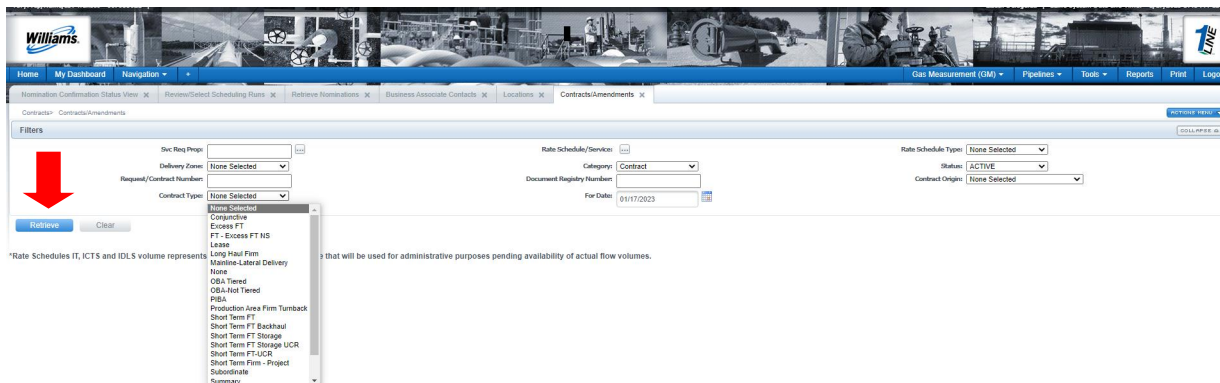 Williams.
1
LINE
Home My Dashboard Navigation + Gas Measurement (GM) Pipelines Tools Reports Print Logo
Nomination Confirmation Status View Review/Select Scheduling Runs Retrieve Nominations Business Associate Contacts Locations Contracts/Amendments
Contracts> Contracts/Amendments ACTIONS MENU
Filters COLLAPSE
Svc Req Prop: ... Rate Schedule/Service: ... Rate Schedule Type: None Selected
Delivery Zone: None Selected Category: Contract Status: ACTIVE
Request/Contract Number: Document Registry Number: Contract Origin: None Selected
Contract Type: None Selected For Date: 01/17/2023
None Selected
Conjunctive
Retrieve Clear Excess FT
FT - Excess FT NS
Lease
Long Haul Firm
*Rate Schedules IT, ICTS and IDLS volume represents e that will be used for administrative purposes pending availability of actual flow volumes.
Mainline-Lateral Delivery
None
OBA Tiered
OBA-Not Tiered
PIBA
Production Area Firm Turnback
Short Term FT
Short Term FT Backhaul
Short Term FT Storage
Short Term FT Storage UCR
Short Term FT-UCR
Short Term Firm - Project
Subordinate
Summary